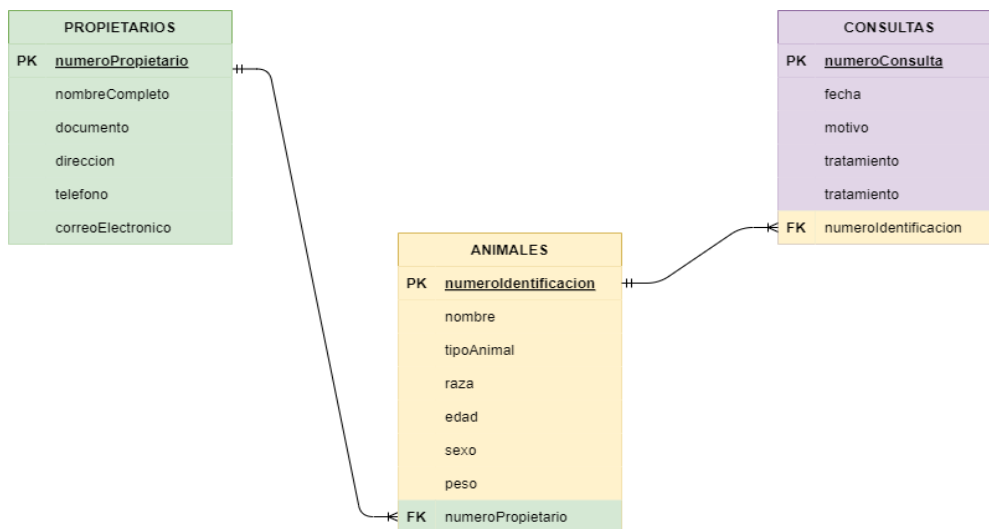 PROPIETARIOS
PK numeroPropietario
nombreCompleto
documento
direccion
telefono
correoElectronico
ANIMALES
PK numeroIdentificacion
nombre
tipoAnimal
raza
edad
sexo
peso
FK numeroPropietario
CONSULTAS
PK numeroConsulta
fecha
motivo
tratamiento
tratamiento
FK numeroIdentificacion